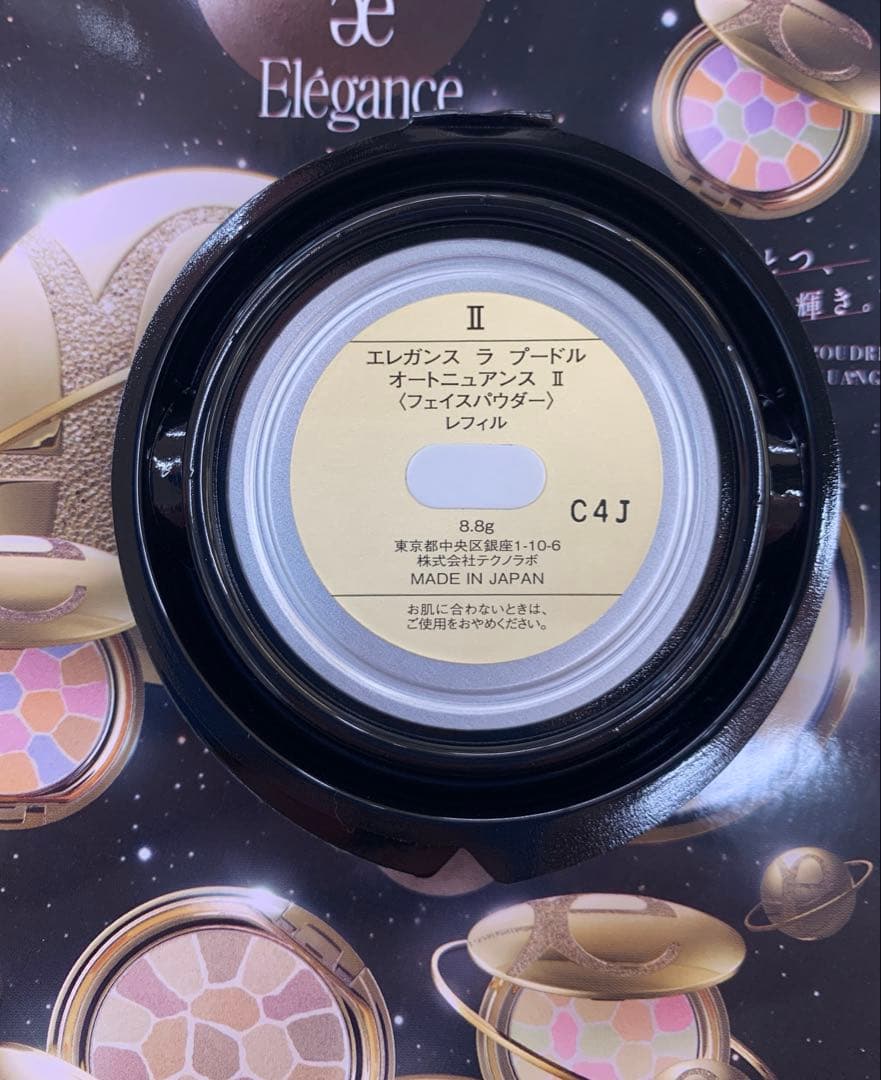 Elégance
つ、
輝き。
II
エレガンス ラ プードル
オートニュアンス II
〈フェイスパウダー〉
レフィル
C4J
8.8g
東京都中央区銀座1-10-6
株式会社テクノラボ
MADE IN JAPAN
お肌に合わないときは、
ご使用をおやめください。